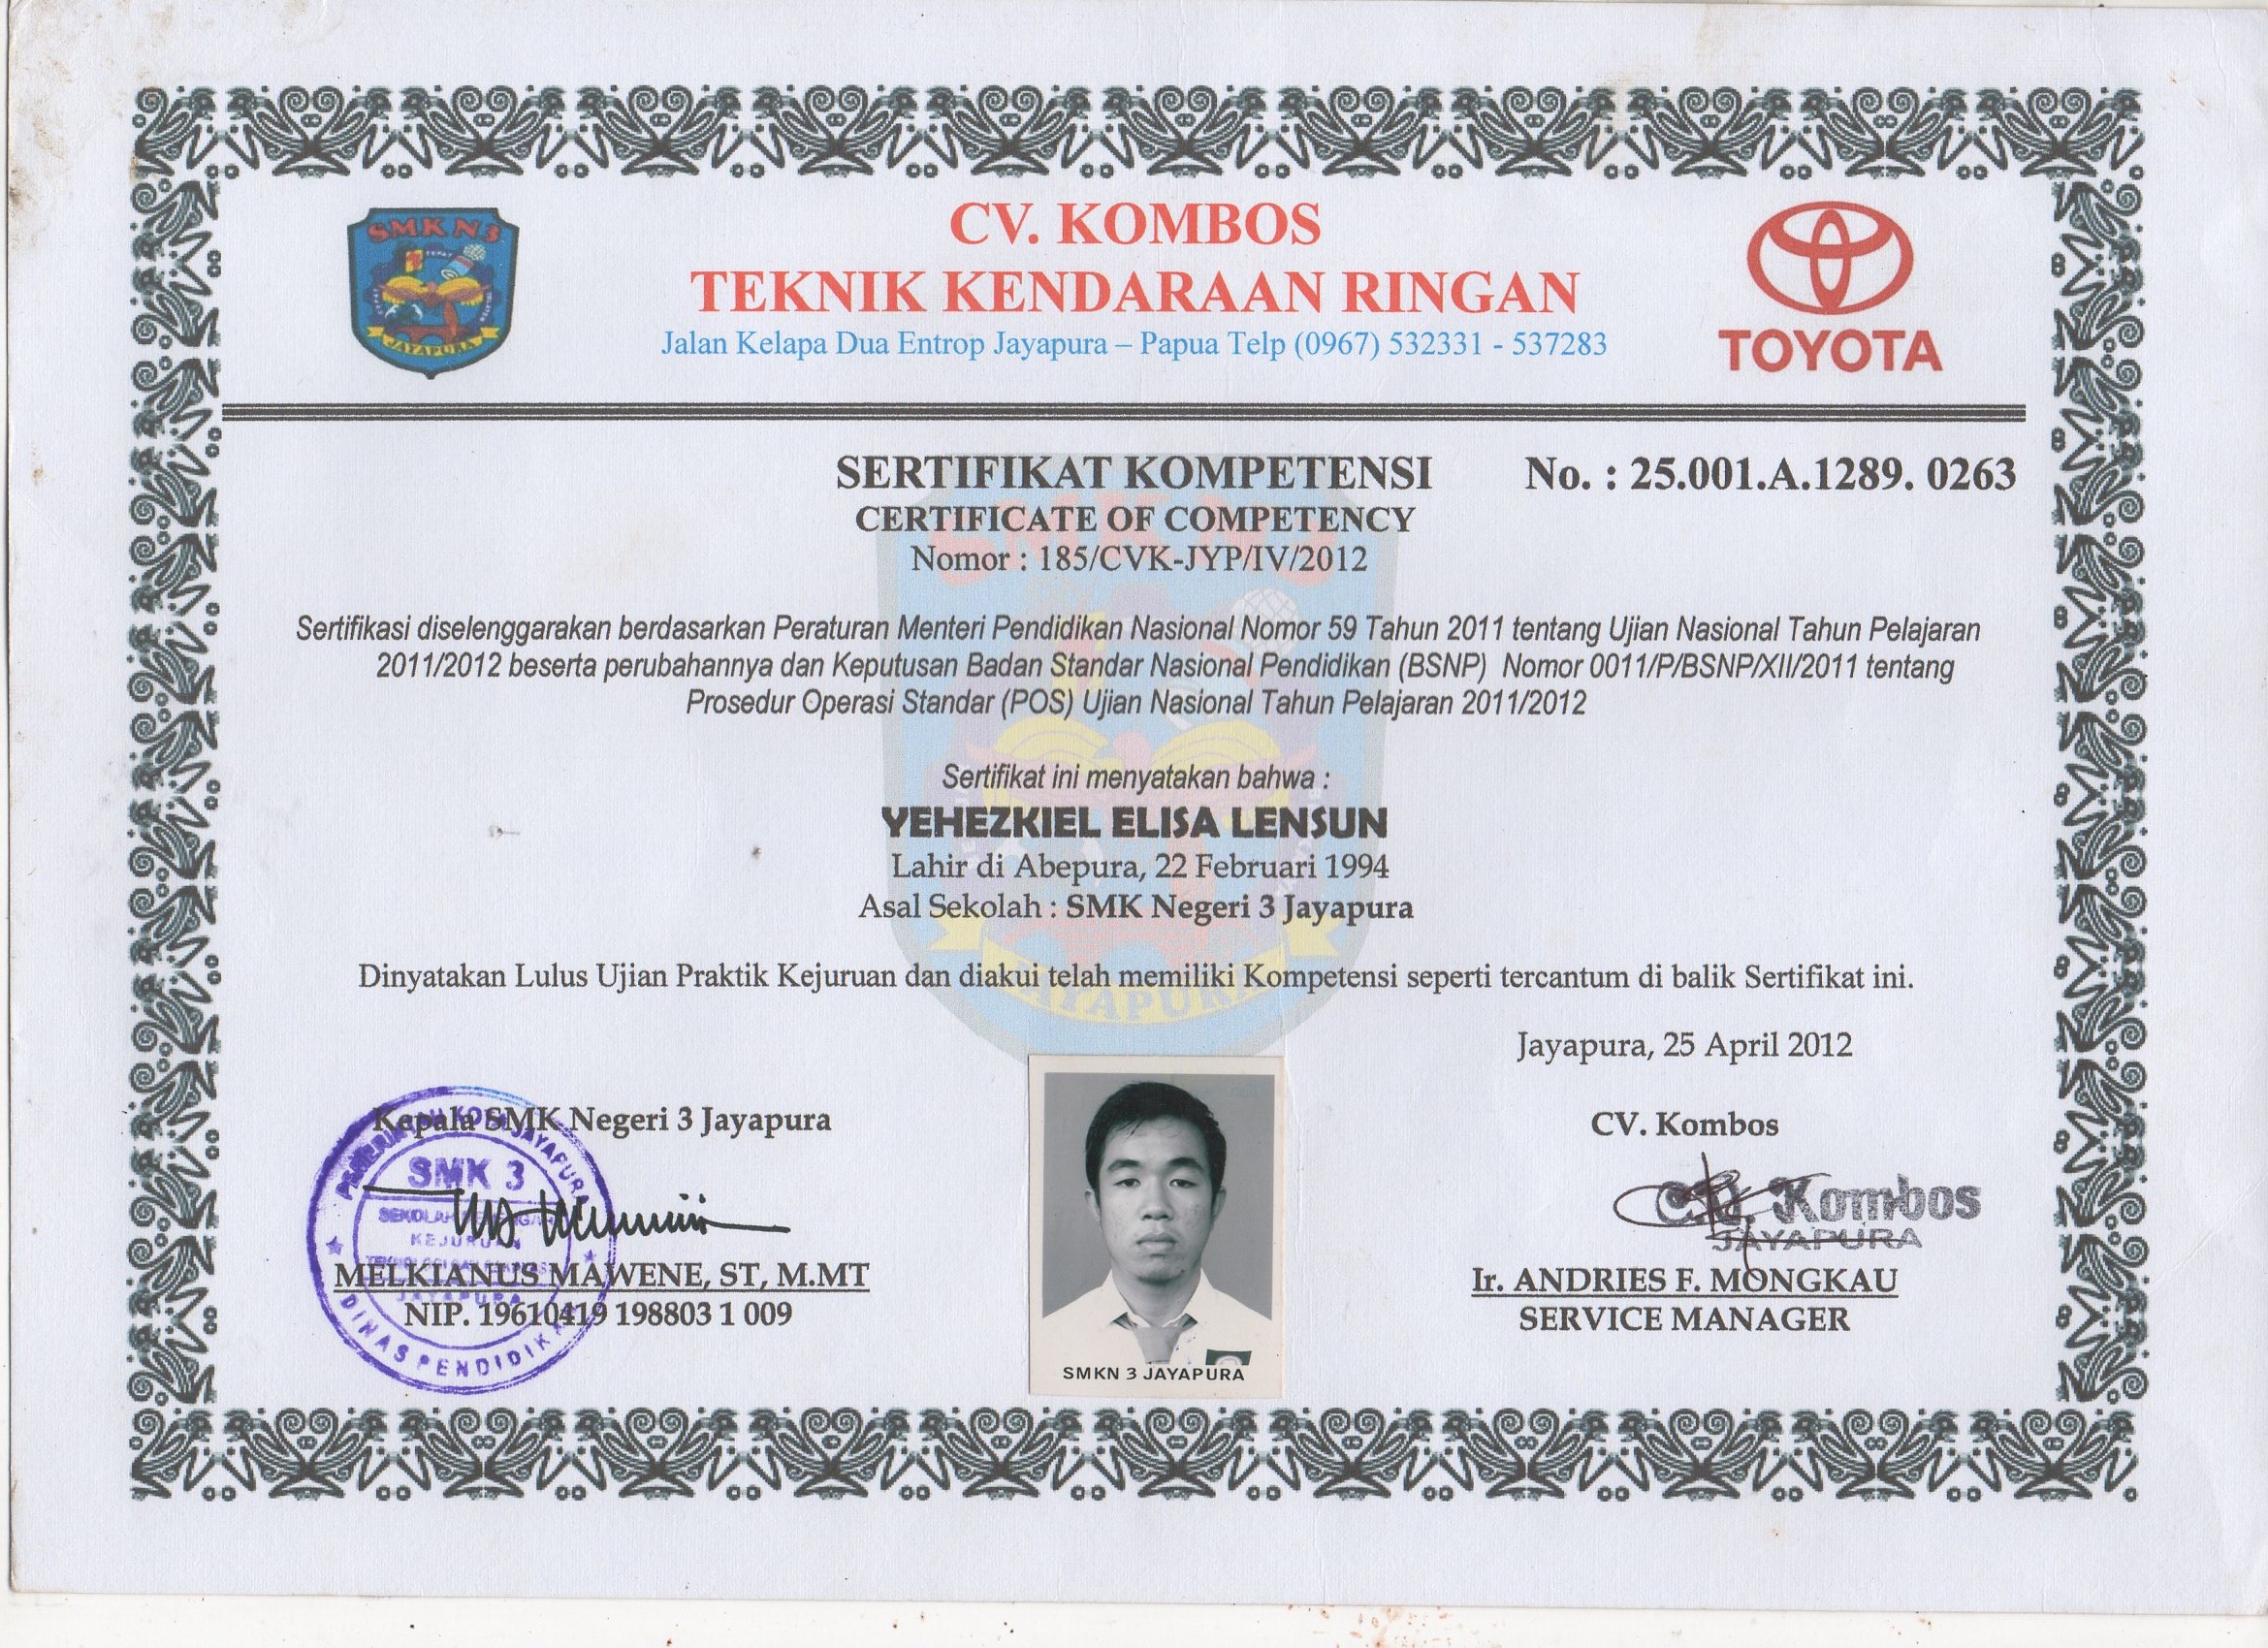 SMK N 3
JAYAPURA
CV. KOMBOS
TEKNIK KENDARAAN RINGAN
Jalan Kelapa Dua Entrop Jayapura – Papua Telp (0967) 532331 - 537283
TOYOTA
SERTIFIKAT KOMPETENSI No. : 25.001.A.1289. 0263
CERTIFICATE OF COMPETENCY
Nomor : 185/CVK-JYP/IV/2012
Sertifikasi diselenggarakan berdasarkan Peraturan Menteri Pendidikan Nasional Nomor 59 Tahun 2011 tentang Ujian Nasional Tahun Pelajaran
2011/2012 beserta perubahannya dan Keputusan Badan Standar Nasional Pendidikan (BSNP) Nomor 0011/P/BSNP/XII/2011 tentang
Prosedur Operasi Standar (POS) Ujian Nasional Tahun Pelajaran 2011/2012
Sertifikat ini menyatakan bahwa :
YEHEZKIEL ELISA LENSUN
Lahir di Abepura, 22 Februari 1994
Asal Sekolah : SMK Negeri 3 Jayapura
Dinyatakan Lulus Ujian Praktik Kejuruan dan diakui telah memiliki Kompetensi seperti tercantum di balik Sertifikat ini.
Jayapura, 25 April 2012
Kepala SMK Negeri 3 Jayapura
PEMERINTAH KOTA JAYAPURA
SMK 3
KEJURUAN
JAYAPURA
DINAS PENDIDIKAN
MELKIANUS MAWENE, ST, M.MT
NIP. 19610419 198803 1 009
SMKN 3 JAYAPURA
CV. Kombos
C.V. Kombos
JAYAPURA
Ir. ANDRIES F. MONGKAU
SERVICE MANAGER